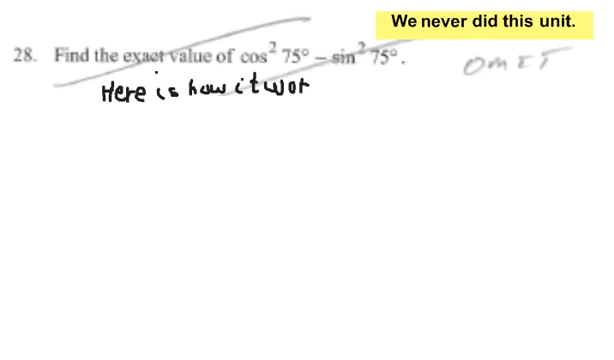 We never did this unit.
28. Find the exact value of cos² 75° – sin² 75°.
OMIT
Here is how it wor